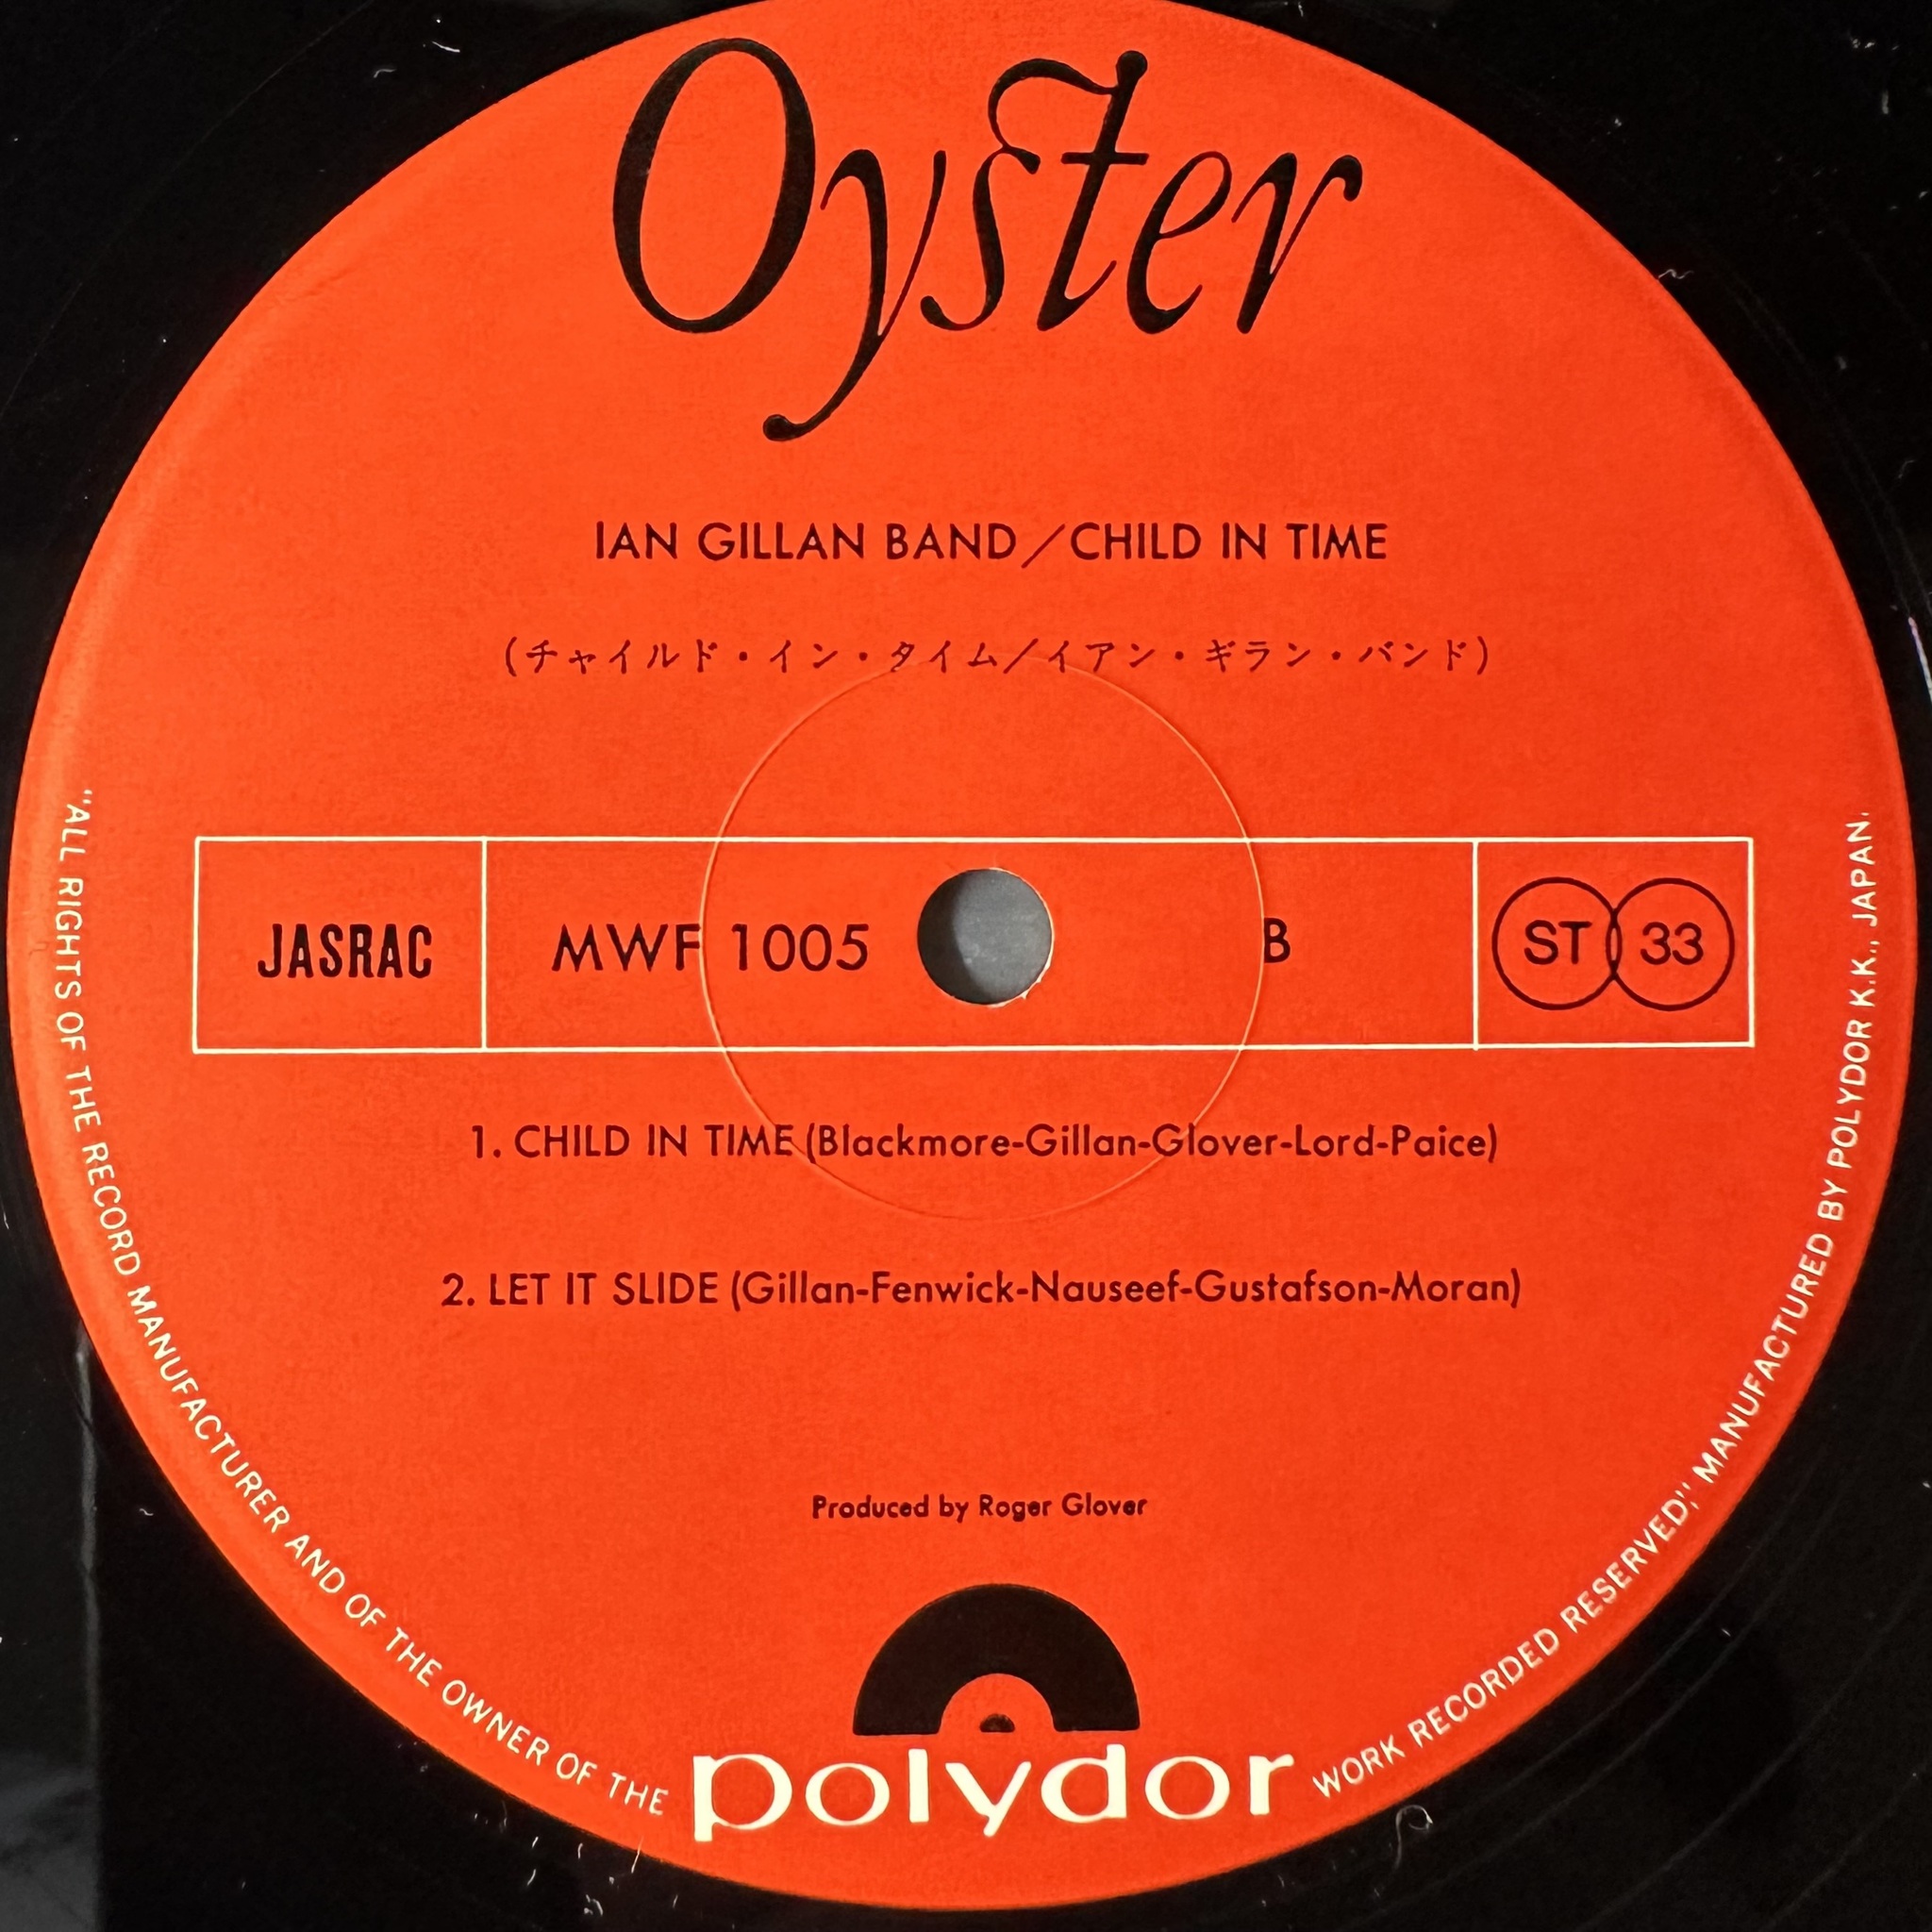 Oyster
IAN GILLAN BAND／CHILD IN TIME
(チャイルド・イン・タイム／イアン・ギラン・バンド)
JASRAC
MWF 1005
B
ST 33
1. CHILD IN TIME (Blackmore-Gillan-Glover-Lord-Paice)
2. LET IT SLIDE (Gillan-Fenwick-Nauseef-Gustafson-Moran)
Produced by Roger Glover
polydor
"ALL RIGHTS OF THE RECORD MANUFACTURER AND OF THE OWNER OF THE WORK RECORDED RESERVED," MANUFACTURED BY POLYDOR K.K., JAPAN.